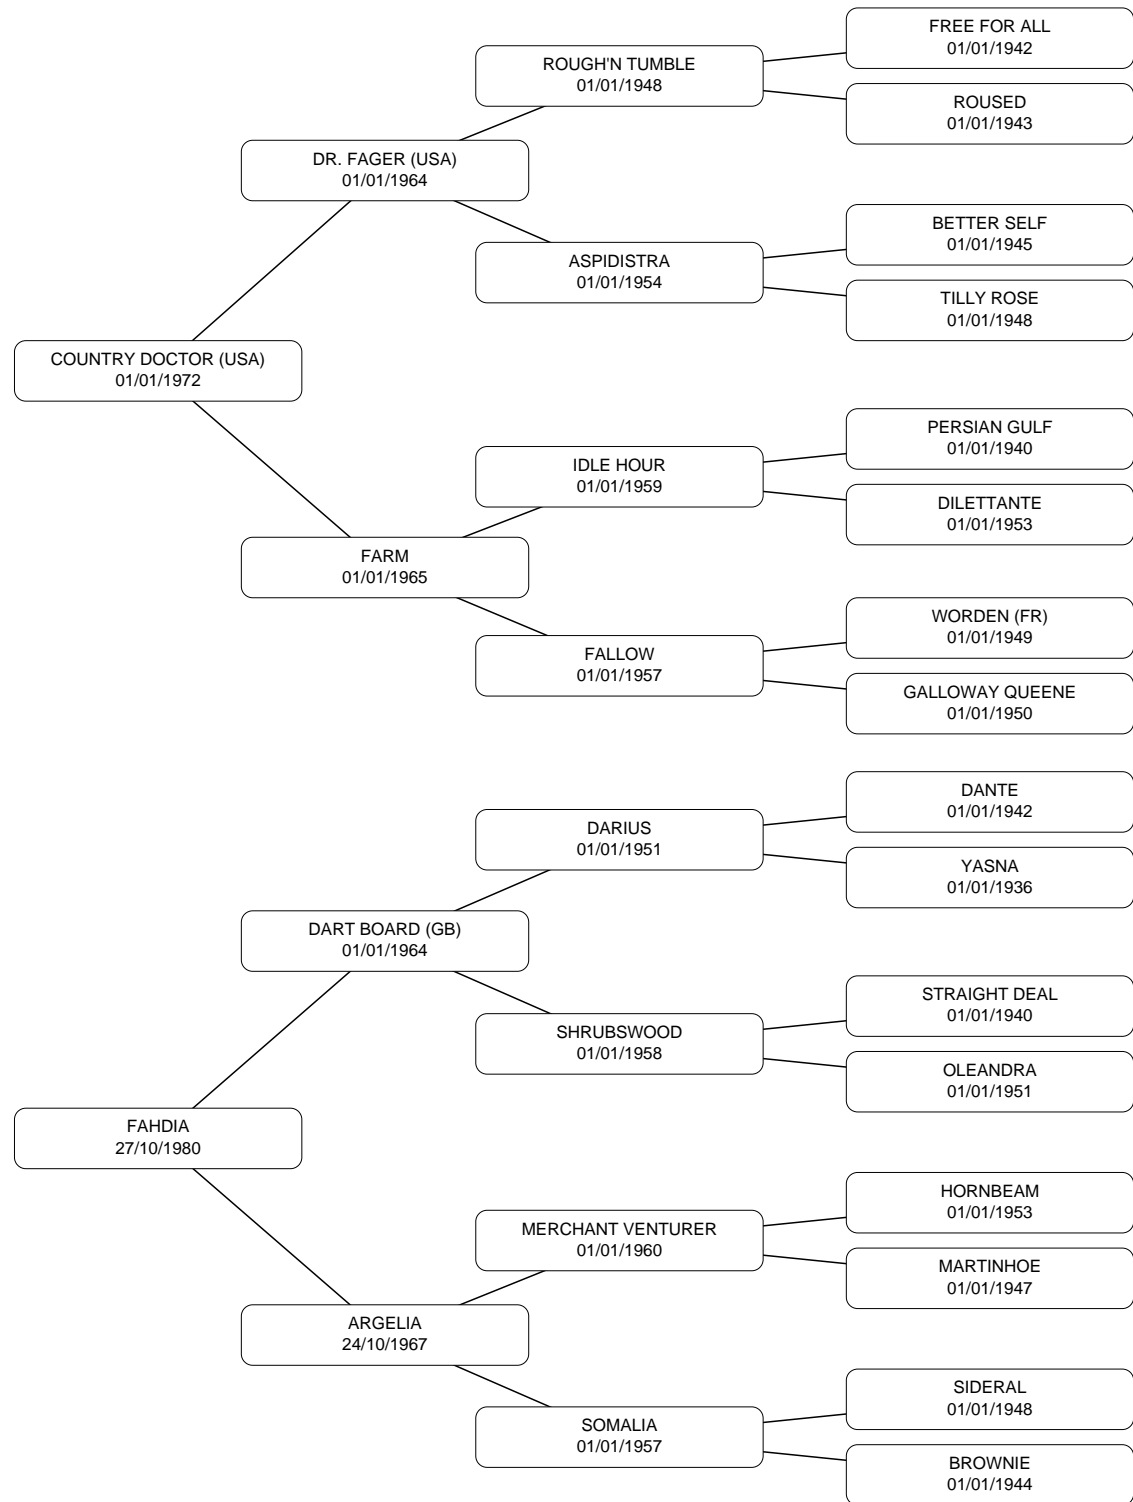 FREE FOR ALL
01/01/1942
ROUGH'N TUMBLE
01/01/1948
ROUSED
01/01/1943
DR. FAGER (USA)
01/01/1964
BETTER SELF
01/01/1945
ASPIDISTRA
01/01/1954
TILLY ROSE
01/01/1948
COUNTRY DOCTOR (USA)
01/01/1972
PERSIAN GULF
01/01/1940
IDLE HOUR
01/01/1959
DILETTANTE
01/01/1953
FARM
01/01/1965
WORDEN (FR)
01/01/1949
FALLOW
01/01/1957
GALLOWAY QUEENE
01/01/1950
DANTE
01/01/1942
DARIUS
01/01/1951
YASNA
01/01/1936
DART BOARD (GB)
01/01/1964
STRAIGHT DEAL
01/01/1940
SHRUBSWOOD
01/01/1958
OLEANDRA
01/01/1951
FAHDIA
27/10/1980
HORNBEAM
01/01/1953
MERCHANT VENTURER
01/01/1960
MARTINHOE
01/01/1947
ARGELIA
24/10/1967
SIDERAL
01/01/1948
SOMALIA
01/01/1957
BROWNIE
01/01/1944